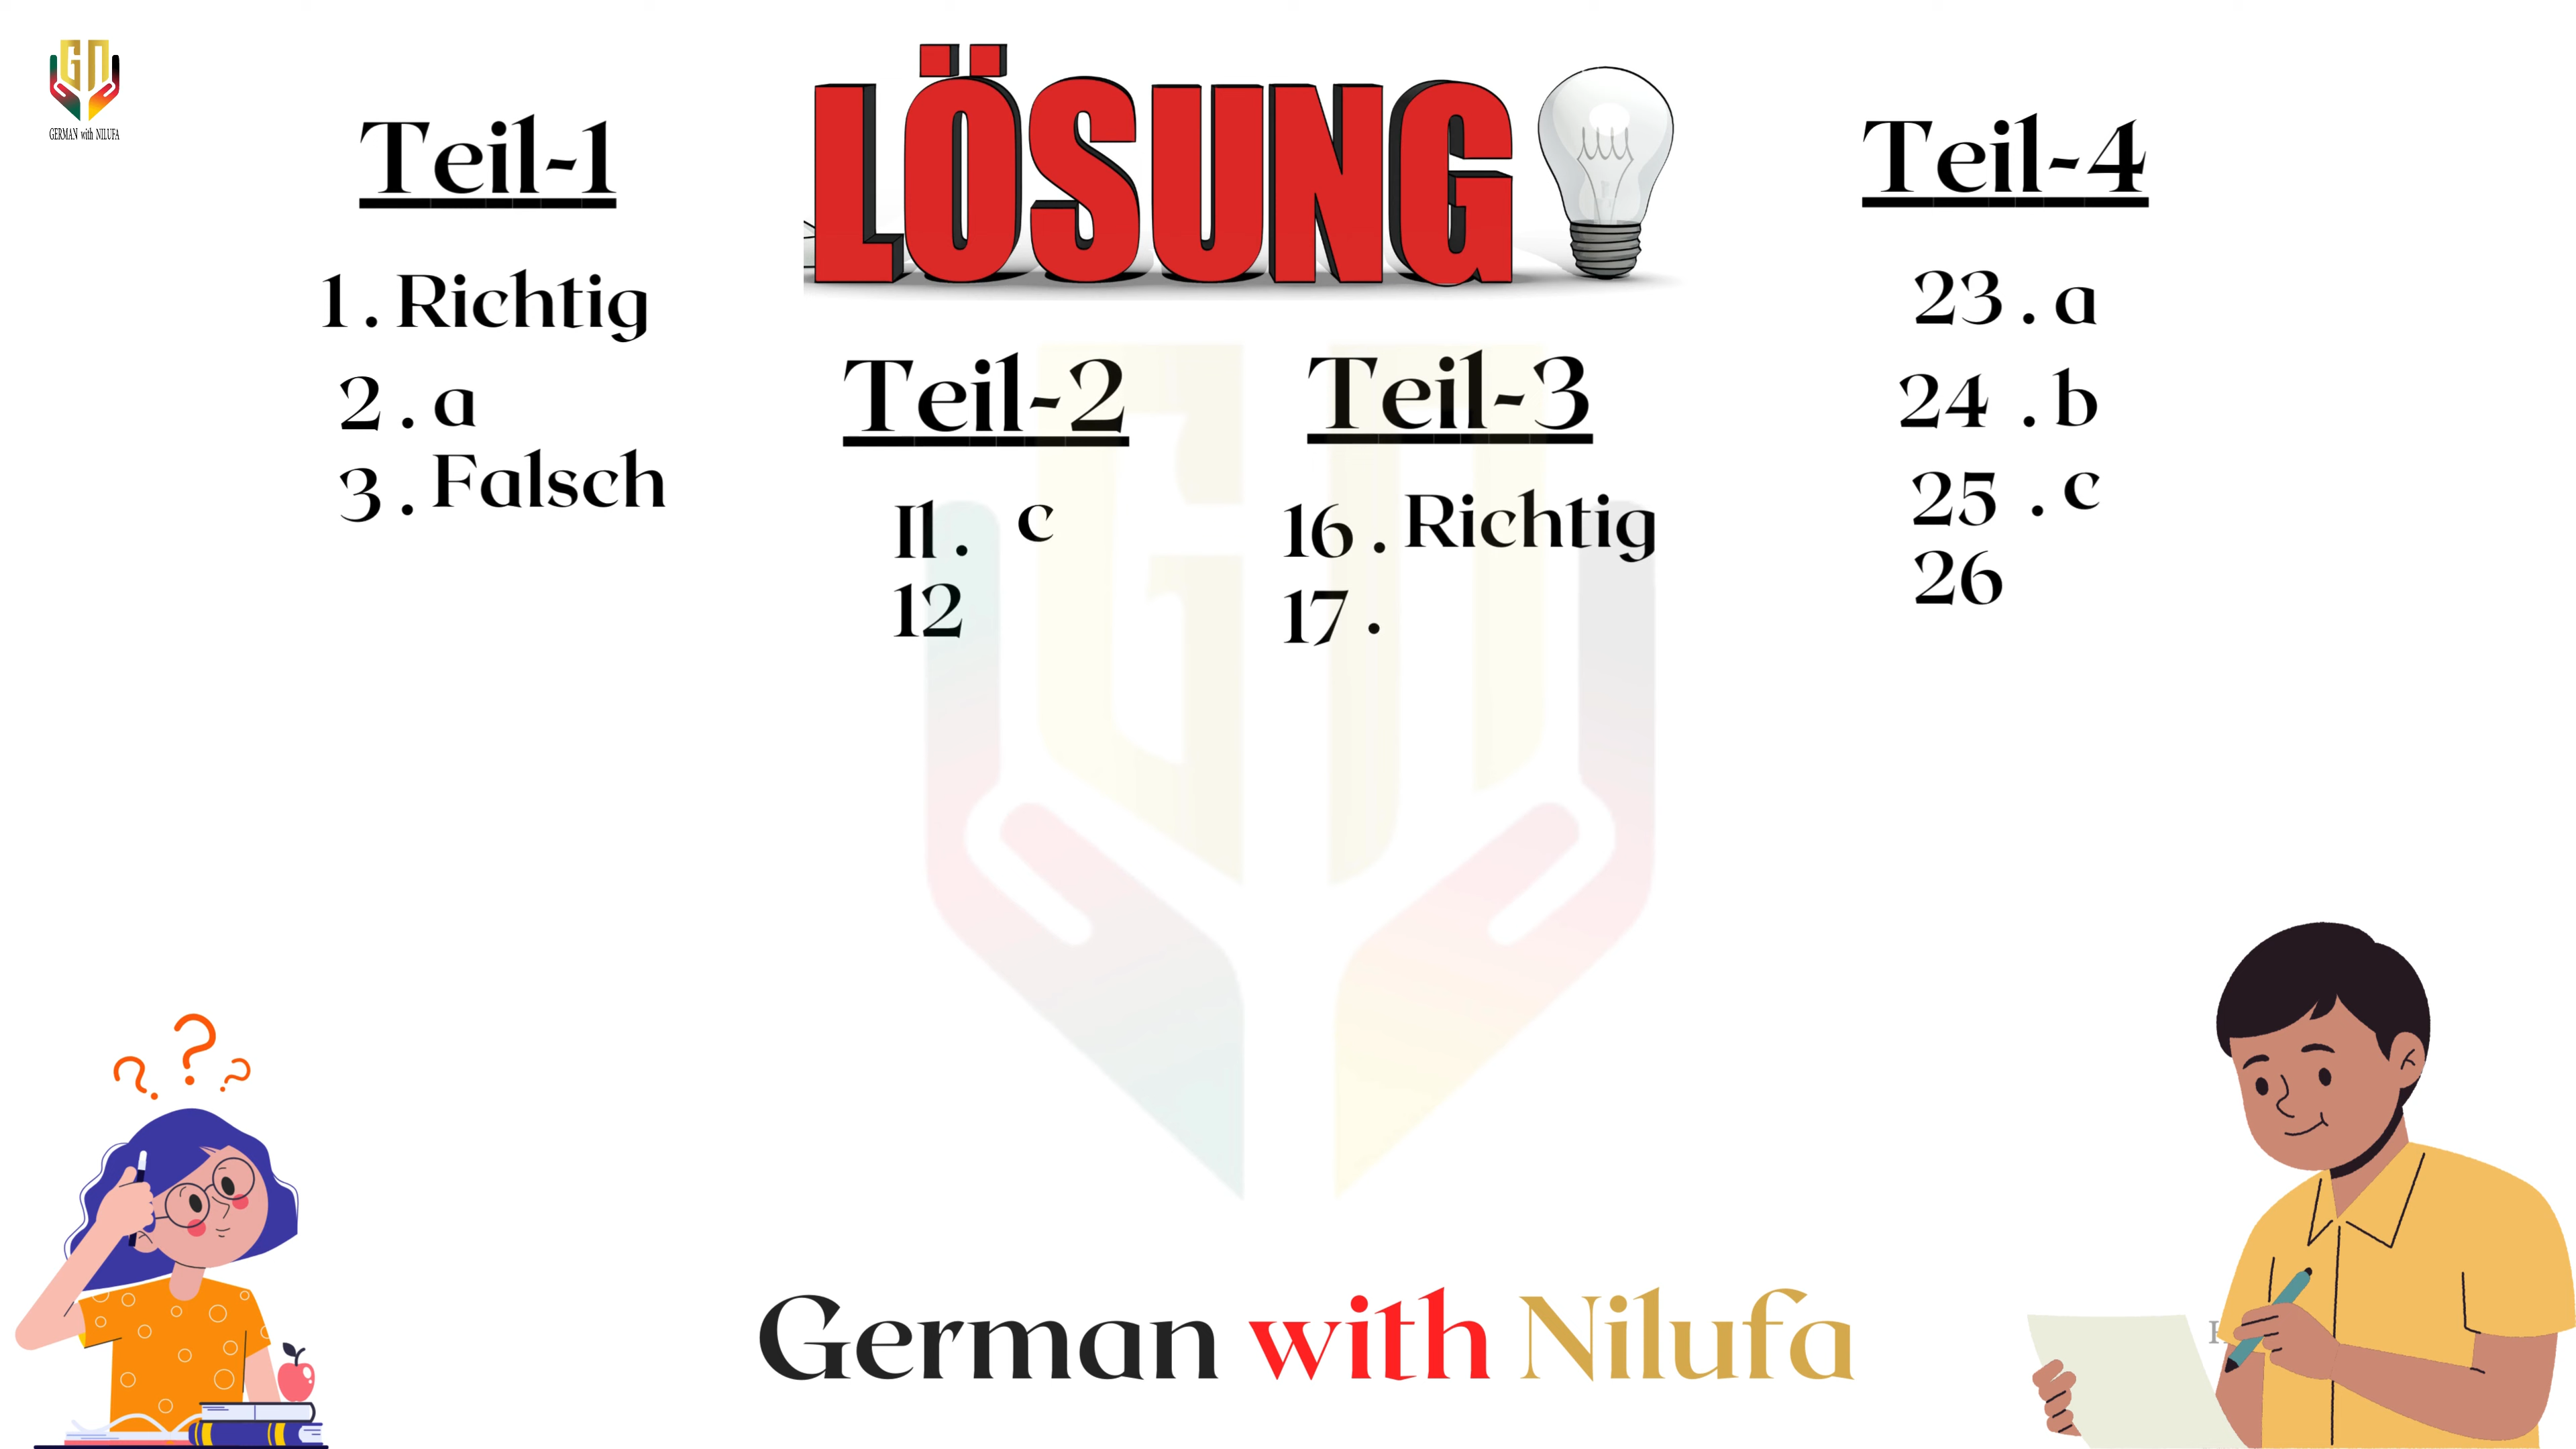 GERMAN with NILUFA
LÖSUNG
Teil-1
1. Richtig
2. a
3. Falsch
Teil-2
11. c
12
Teil-3
16. Richtig
17.
Teil-4
23. a
24. b
25. c
26
German with Nilufa